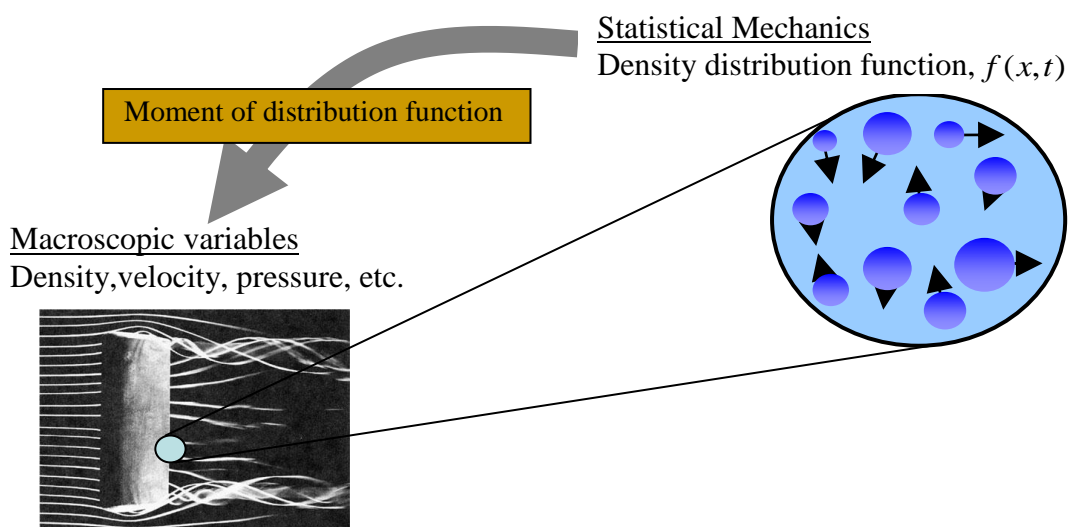 Statistical Mechanics
Density distribution function, f(x,t)
Moment of distribution function
Macroscopic variables
Density,velocity, pressure, etc.